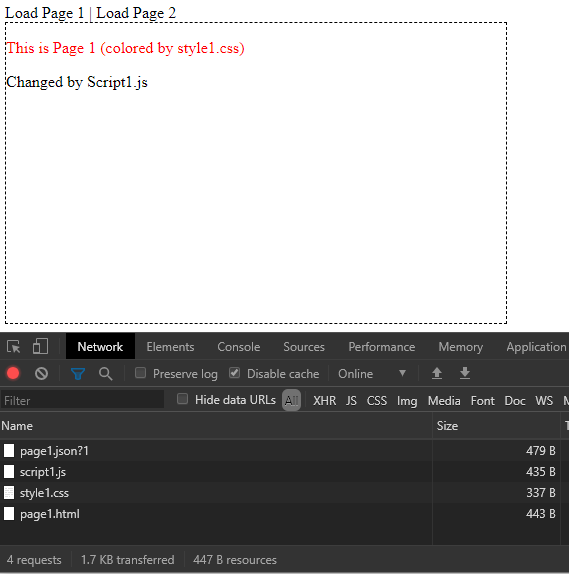 Load Page 1 | Load Page 2
This is Page 1 (colored by style1.css)
Changed by Script1.js
Network Elements Console Sources Performance Memory Application
Preserve log Disable cache Online
Filter Hide data URLs All XHR JS CSS Img Media Font Doc WS M
Name Size T
page1.json?1 479 B
script1.js 435 B
style1.css 337 B
page1.html 443 B
4 requests 1.7 KB transferred 447 B resources